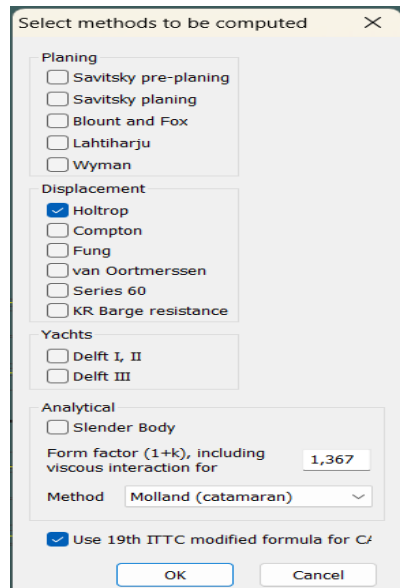 Select methods to be computed
Planing
Savitsky pre-planing
Savitsky planing
Blount and Fox
Lahtiharju
Wyman
Displacement
Holtrop
Compton
Fung
van Oortmerssen
Series 60
KR Barge resistance
Yachts
Delft I, II
Delft III
Analytical
Slender Body
Form factor (1+k), including
viscous interaction for
1,367
Method Molland (catamaran)
Use 19th ITTC modified formula for CA
OK Cancel